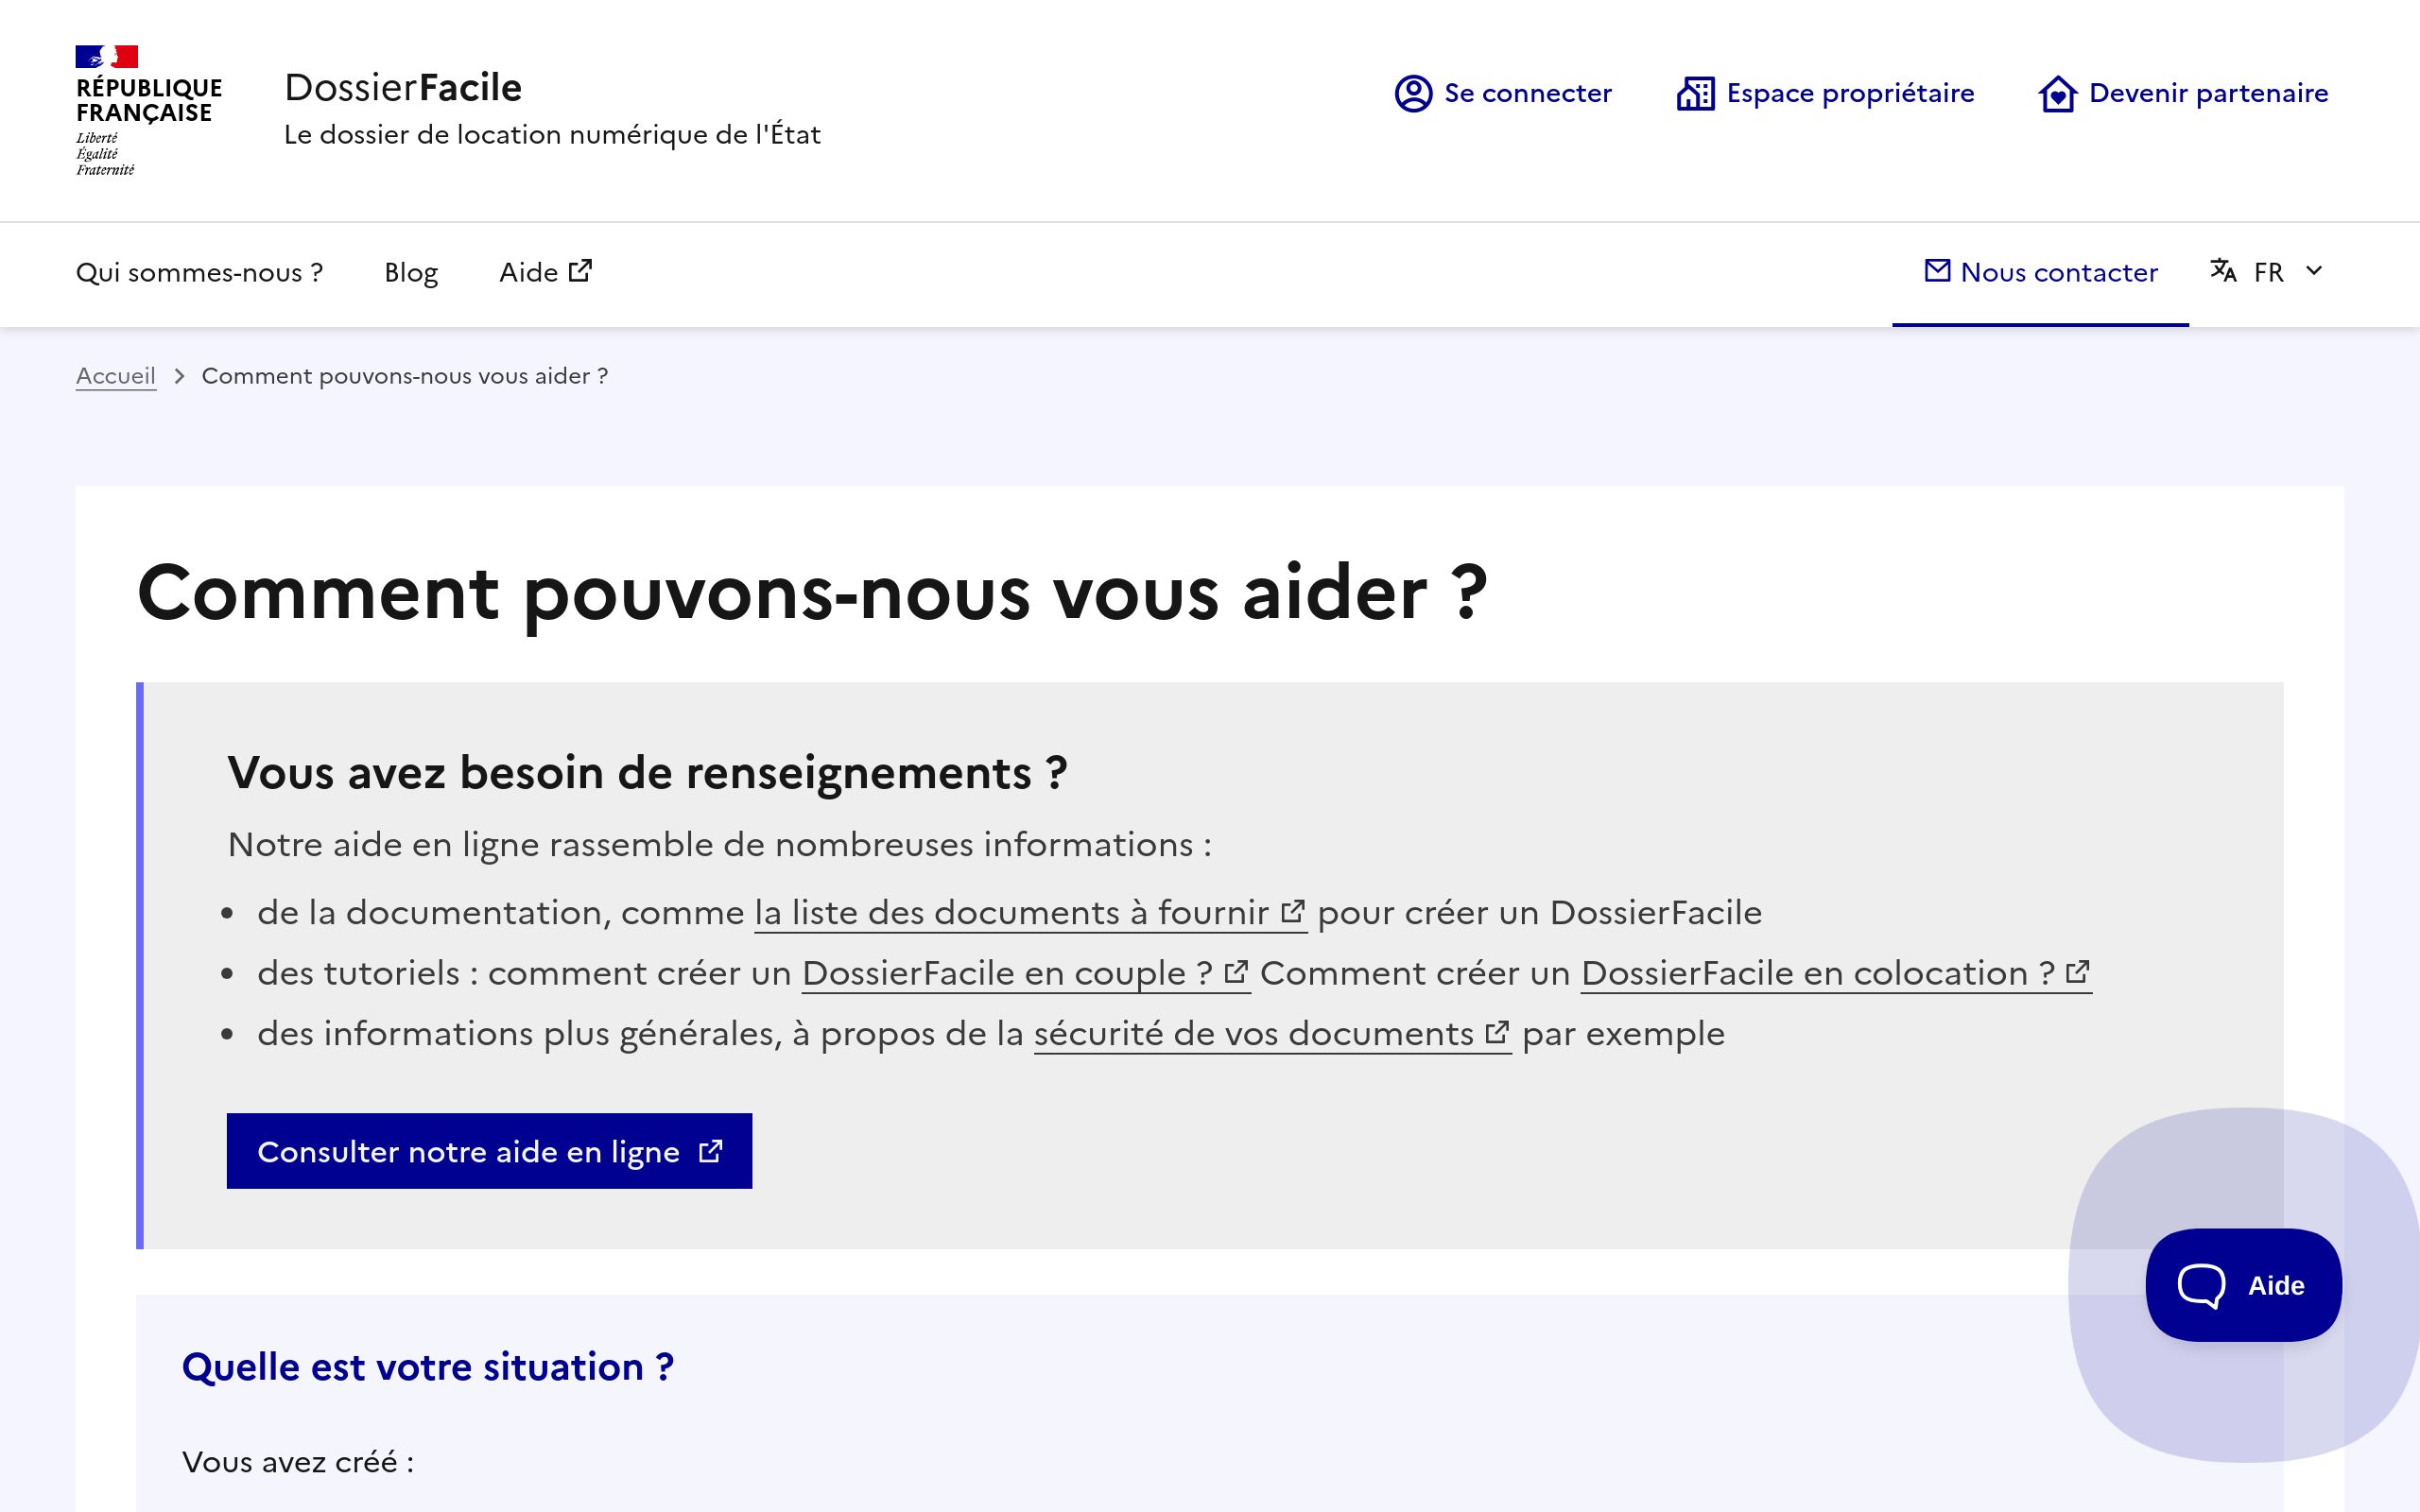 RÉPUBLIQUE
FRANÇAISE
Liberté
Égalité
Fraternité
DossierFacile
Le dossier de location numérique de l'État
Se connecter
Espace propriétaire
Devenir partenaire
Qui sommes-nous ?
Blog
Aide
Nous contacter
FR
Accueil
Comment pouvons-nous vous aider ?
Comment pouvons-nous vous aider ?
Vous avez besoin de renseignements ?
Notre aide en ligne rassemble de nombreuses informations :
de la documentation, comme la liste des documents à fournir pour créer un DossierFacile
des tutoriels : comment créer un DossierFacile en couple ? Comment créer un DossierFacile en colocation ?
des informations plus générales, à propos de la sécurité de vos documents par exemple
Consulter notre aide en ligne
Aide
Quelle est votre situation ?
Vous avez créé :